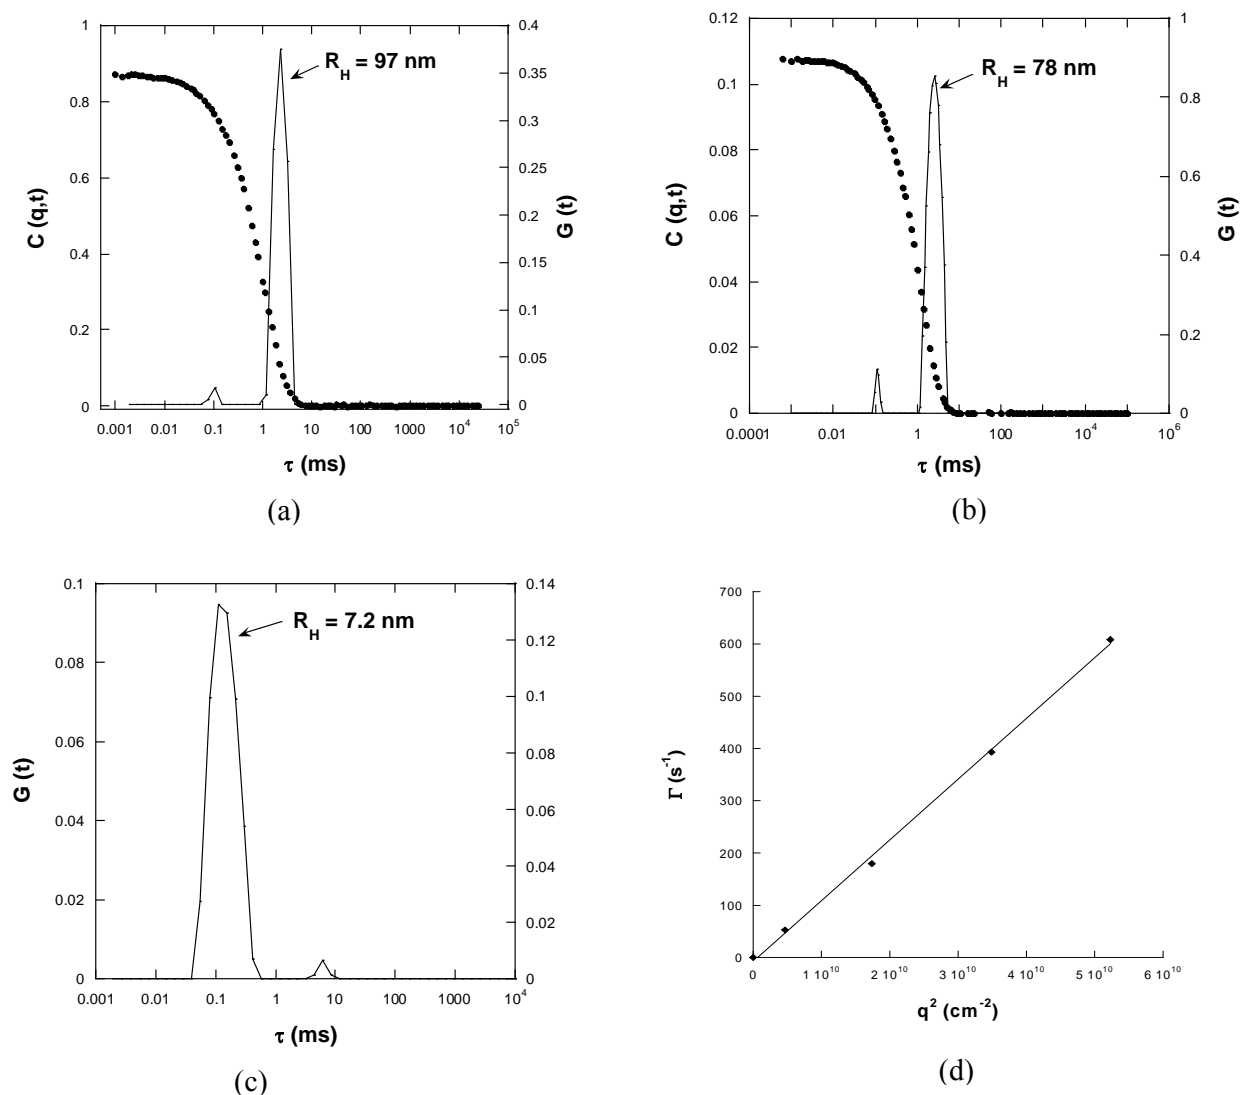 1
0.8
0.6
0.4
0.2
0
C (q,t)
R_H = 97 nm
0.4
0.35
0.3
0.25
0.2
0.15
0.1
0.05
0
G (t)
0.001 0.1 1 10 100 1000 10^4 10^5
τ (ms)
(a)
0.12
0.1
0.08
0.06
0.04
0.02
0
C (q,t)
R_H = 78 nm
1
0.8
0.6
0.4
0.2
0
G (t)
0.0001 0.01 1 100 10^4 10^6
τ (ms)
(b)
0.1
0.08
0.06
0.04
0.02
0
G (t)
R_H = 7.2 nm
0.14
0.12
0.1
0.08
0.06
0.04
0.02
0
0.001 0.01 0.1 1 10 100 1000 10^4
τ (ms)
(c)
700
600
500
400
300
200
100
0
Γ (s^-1)
0 1 10^10 2 10^10 3 10^10 4 10^10 5 10^10 6 10^10
q^2 (cm^-2)
(d)